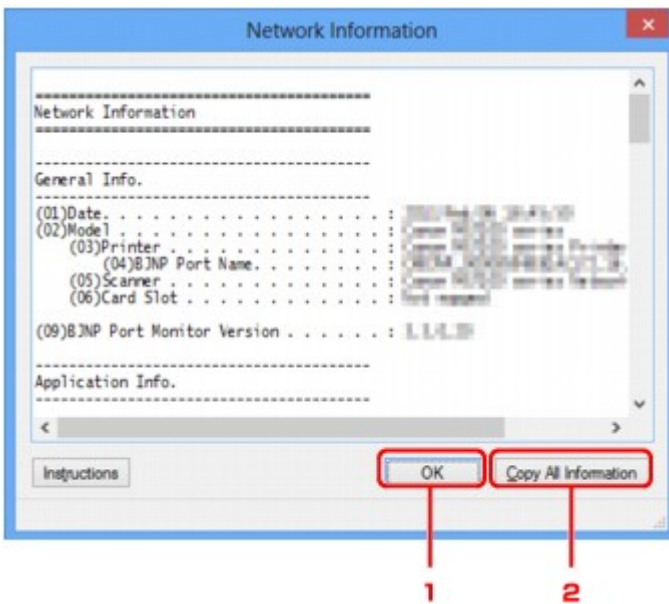 Network Information
×
==========================================
Network Information
==========================================
------------------------------------------
General Info.
------------------------------------------
(01)Date. . . . . . . . . . . . . . . . . :
(02)Model . . . . . . . . . . . . . . . . :
(03)Printer . . . . . . . . . . . . . . :
(04)BJNP Port Name. . . . . . . . . :
(05)Scanner . . . . . . . . . . . . . . :
(06)Card Slot . . . . . . . . . . . . . :
(09)BJNP Port Monitor Version . . . . . . :
------------------------------------------
Application Info.
------------------------------------------
Instructions OK Copy All Information
1 2